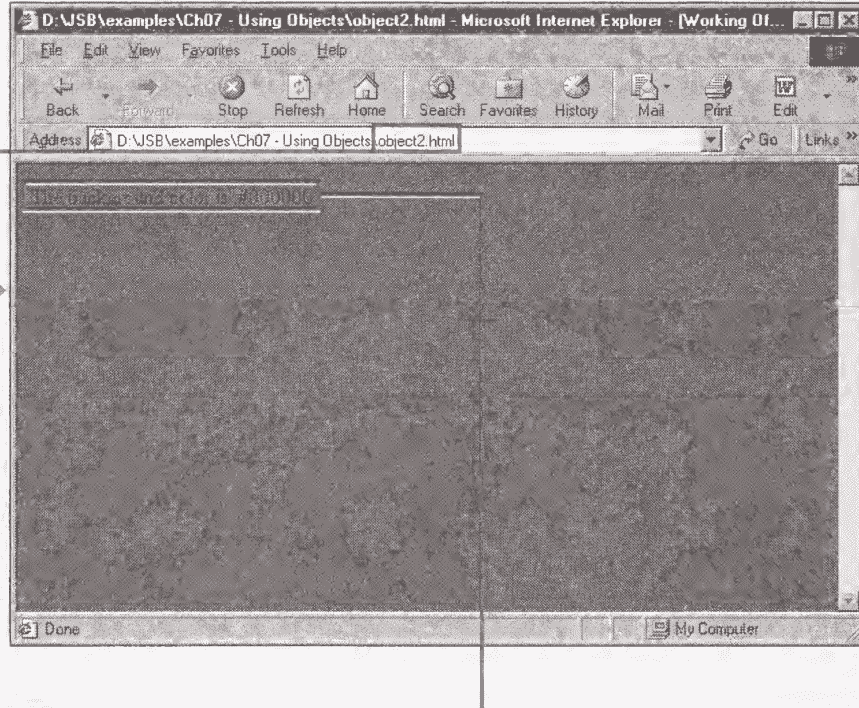 D:\JSB\examples\Ch07 - Using Objects\object2.html - Microsoft Internet Explorer - [Working Of...
File Edit View Favorites Tools Help
Back Forward Stop Refresh Home Search Favorites History Mail Print Edit
Address D:\JSB\examples\Ch07 - Using Objects\object2.html Go Links
The background color is #000000
Done My Computer